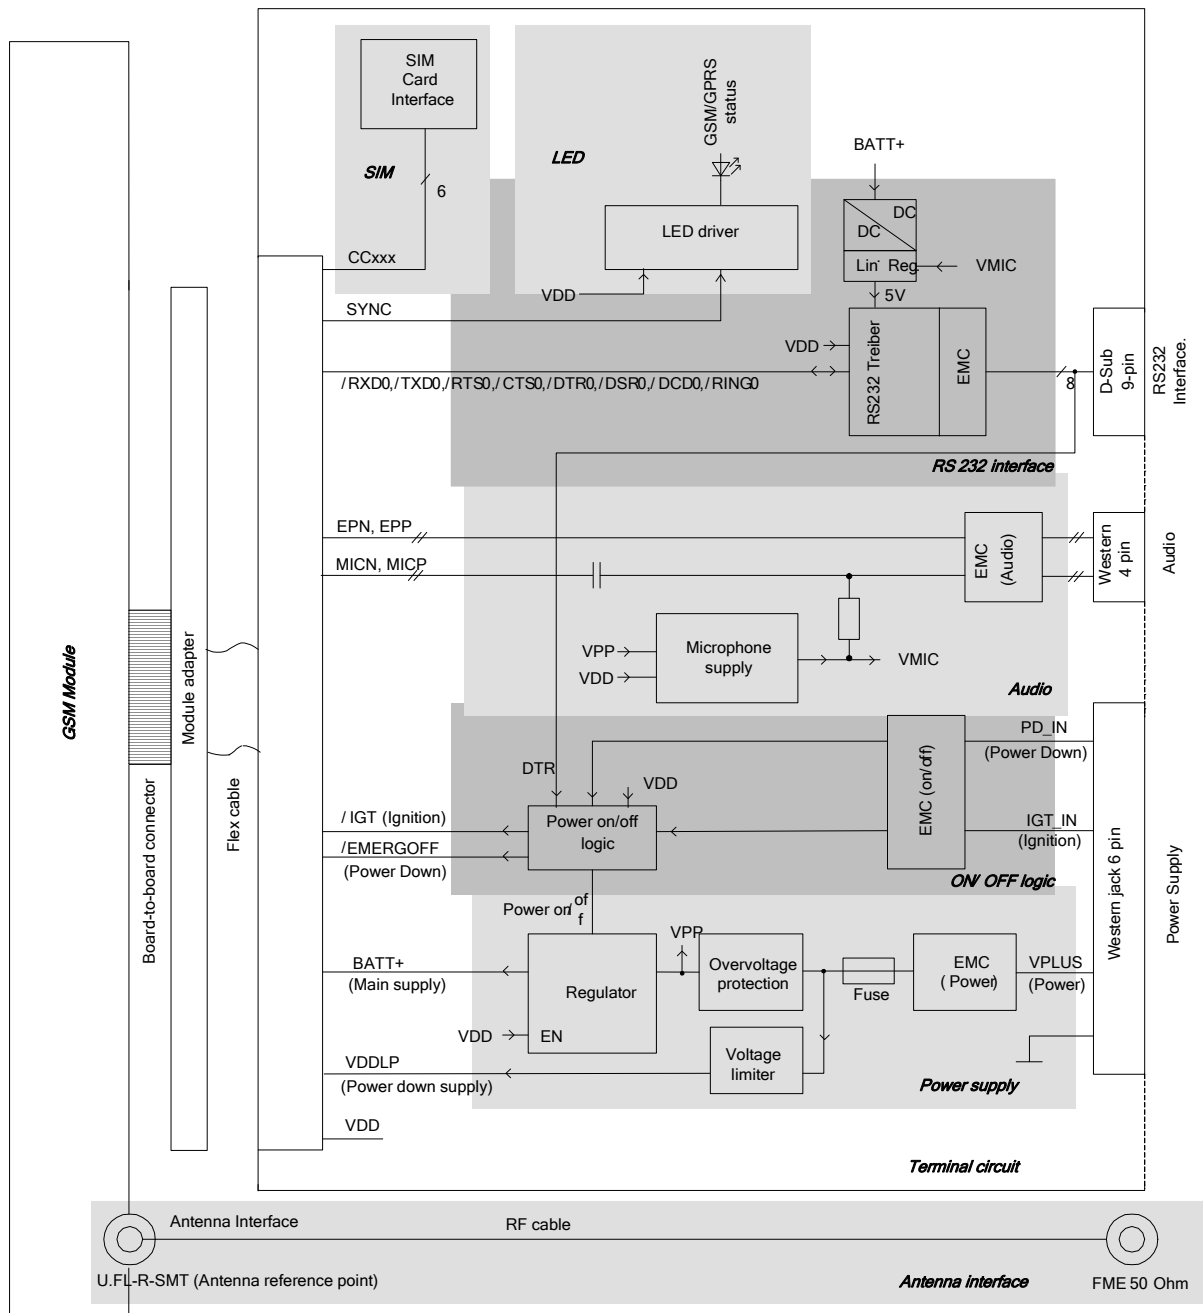 SIM
Card
Interface
SIM
6
CCxxx
GSM/GPRS
status
LED
LED driver
VDD
SYNC
BATT+
DC
DC
Lin. Reg.
VMIC
5V
VDD
RS232 Treiber
EMC
/RXD0,/TXD0,/RTS0,/CTS0,/DTR0,/DSR0,/DCD0,/RING0
8
D-Sub
9-pin
RS232
Interface.
RS 232 interface
EPN, EPP
MICN, MICP
EMC
(Audio)
Western
4 pin
Audio
Microphone
supply
VPP
VDD
VMIC
Audio
GSM Module
Board-to-board connector
Module adapter
Flex cable
DTR
VDD
Power on/off
logic
/IGT (Ignition)
/EMERGOFF
(Power Down)
EMC (on/off)
PD_IN
(Power Down)
IGT_IN
(Ignition)
ON/ OFF logic
Western jack 6 pin
Power Supply
Power on/
of
f
BATT+
(Main supply)
Regulator
VDD
EN
VPP
Overvoltage
protection
Fuse
EMC
( Power)
VPLUS
(Power)
Voltage
limiter
VDDLP
(Power down supply)
Power supply
VDD
Terminal circuit
Antenna Interface
RF cable
U.FL-R-SMT (Antenna reference point)
Antenna interface
FME 50 Ohm